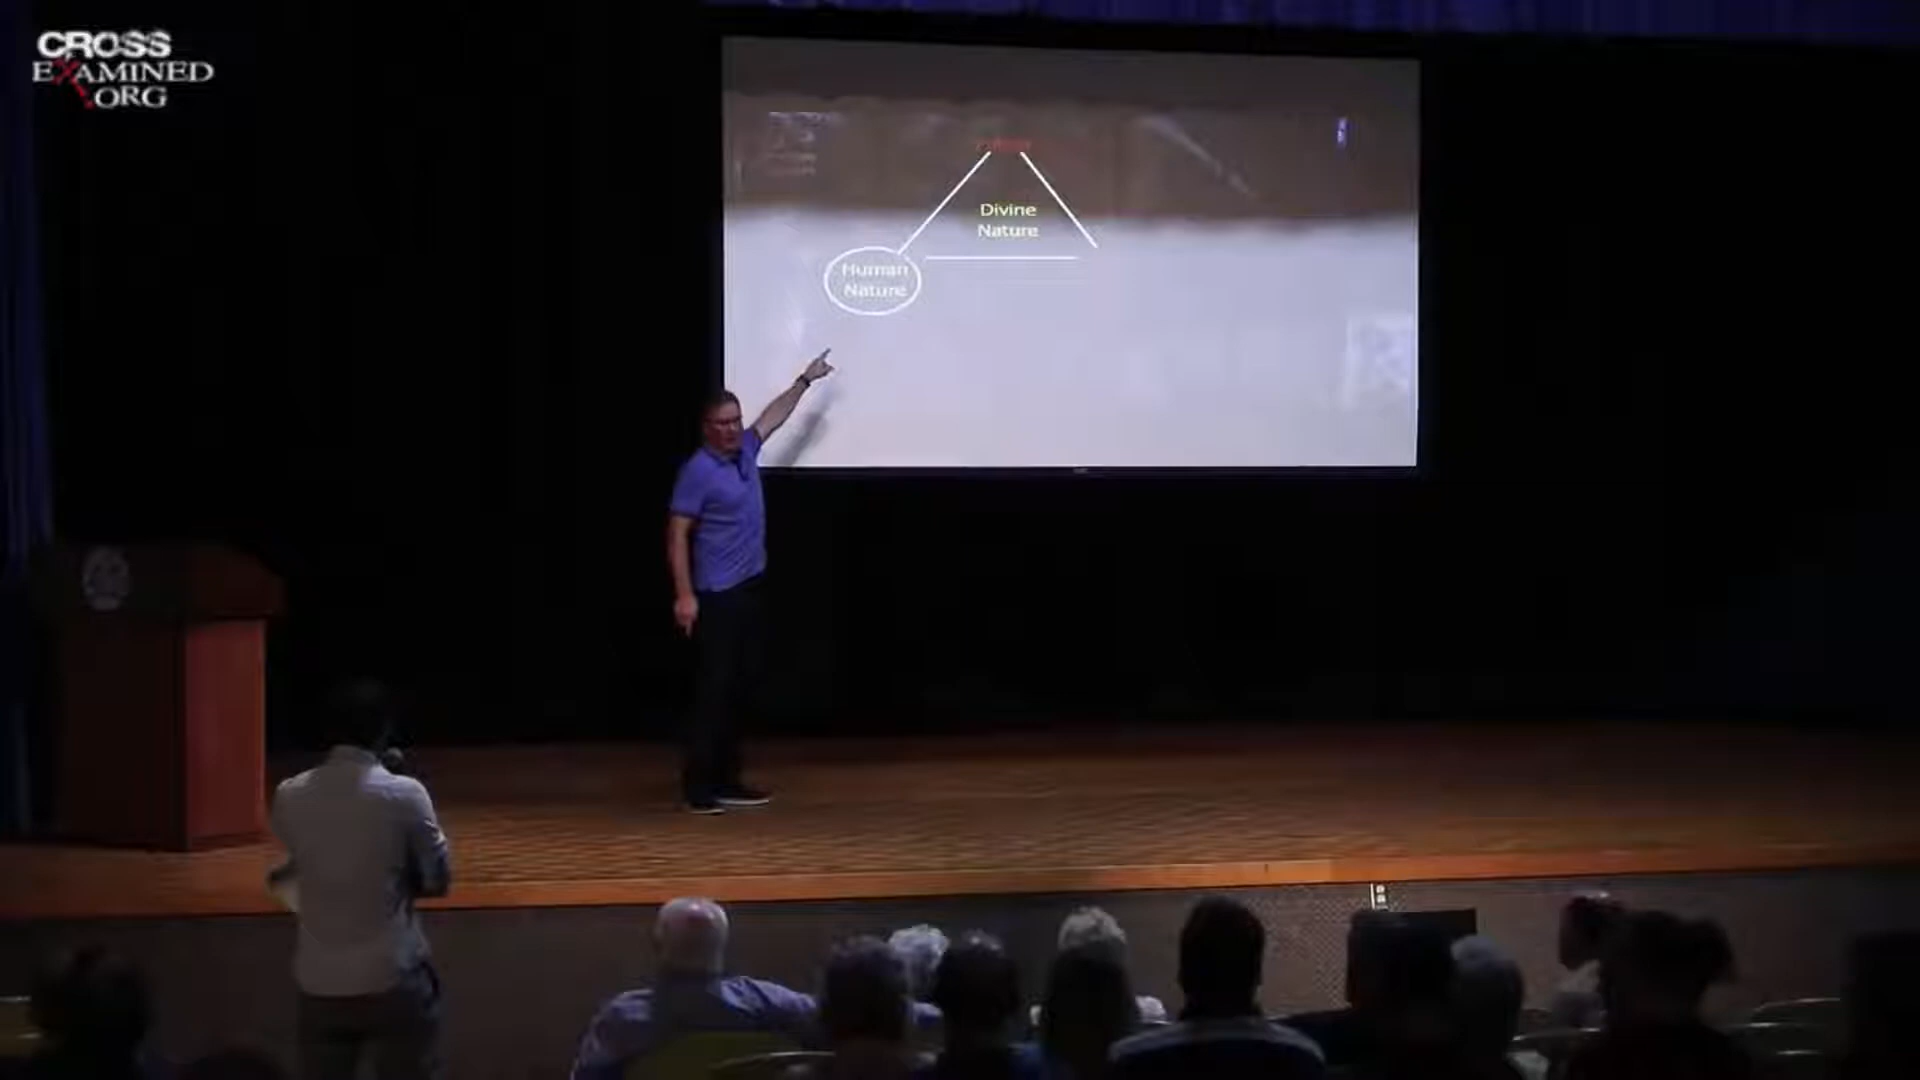 CROSS
EXAMINED
.ORG
Divine
Nature
Human
Nature